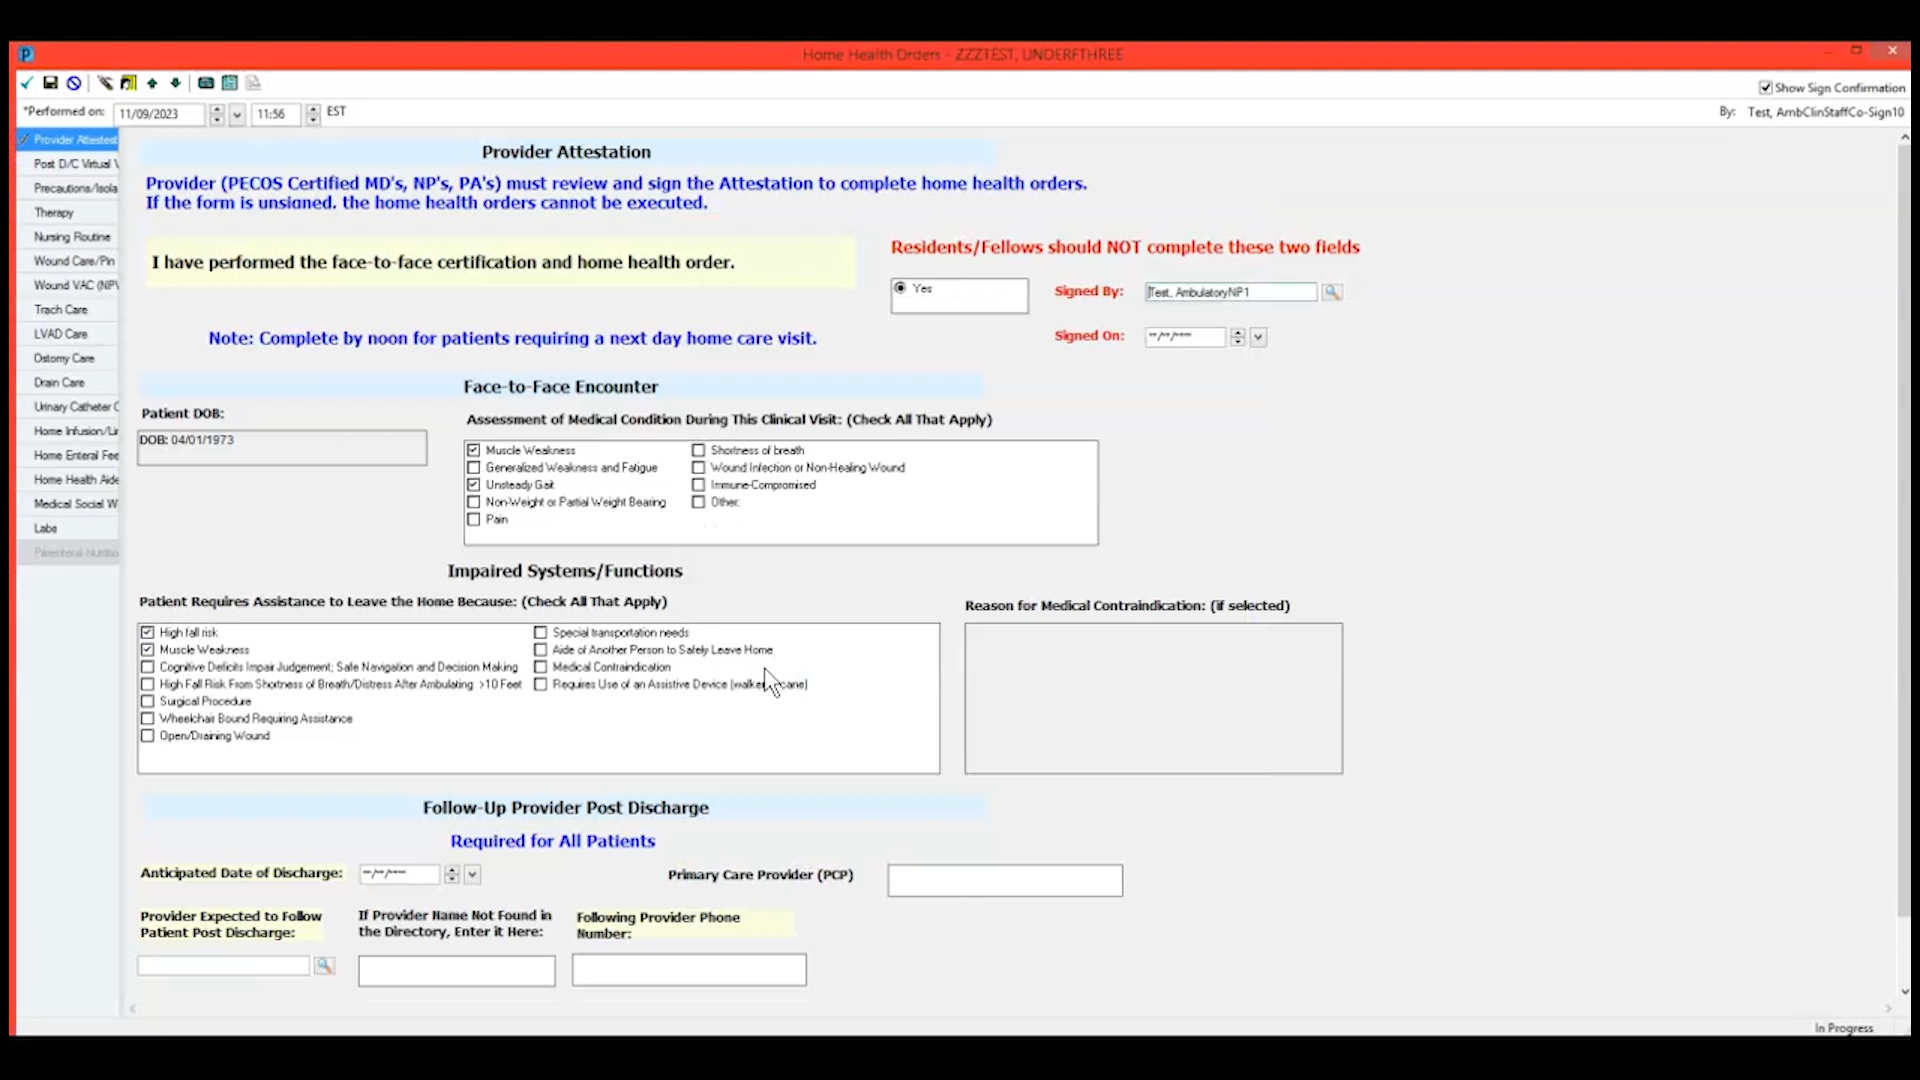 Home Health Orders - ZZZTEST, UNDERFTHREE
Show Sign Confirmation
*Performed on: 11/09/2023 11:56 EST
By: Test, AmbClinStaffCo-Sign10
Provider Attestest
Post D/C Virtual V
Precautions/Isola
Therapy
Nursing Routine
Wound Care/Pin
Wound VAC (NPV
Trach Care
LVAD Care
Ostomy Care
Drain Care
Urinary Catheter C
Home Infusion/Lin
Home Enteral Fee
Home Health Aide
Medical Social W
Labs
Parenteral Nutritio
Provider Attestation
Provider (PECOS Certified MD's, NP's, PA's) must review and sign the Attestation to complete home health orders.
If the form is unsigned, the home health orders cannot be executed.
I have performed the face-to-face certification and home health order.
Residents/Fellows should NOT complete these two fields
Yes
Signed By: Test, AmbulatoryNP1
Note: Complete by noon for patients requiring a next day home care visit.
Signed On: **/**/****
Face-to-Face Encounter
Patient DOB:
DOB: 04/01/1973
Assessment of Medical Condition During This Clinical Visit: (Check All That Apply)
Muscle Weakness
Generalized Weakness and Fatigue
Unsteady Gait
Non-Weight or Partial Weight Bearing
Pain
Shortness of breath
Wound Infection or Non-Healing Wound
Immune-Compromised
Other:
Impaired Systems/Functions
Patient Requires Assistance to Leave the Home Because: (Check All That Apply)
High fall risk
Muscle Weakness
Cognitive Deficits Impair Judgement; Safe Navigation and Decision Making
High Fall Risk From Shortness of Breath/Distress After Ambulating >10 Feet
Surgical Procedure
Wheelchair Bound Requiring Assistance
Open/Draining Wound
Special transportation needs
Aide of Another Person to Safely Leave Home
Medical Contraindication
Requires Use of an Assistive Device (walker, cane)
Reason for Medical Contraindication: (if selected)
Follow-Up Provider Post Discharge
Required for All Patients
Anticipated Date of Discharge: **/**/****
Primary Care Provider (PCP)
Provider Expected to Follow
Patient Post Discharge:
If Provider Name Not Found in
the Directory, Enter it Here:
Following Provider Phone
Number:
In Progress